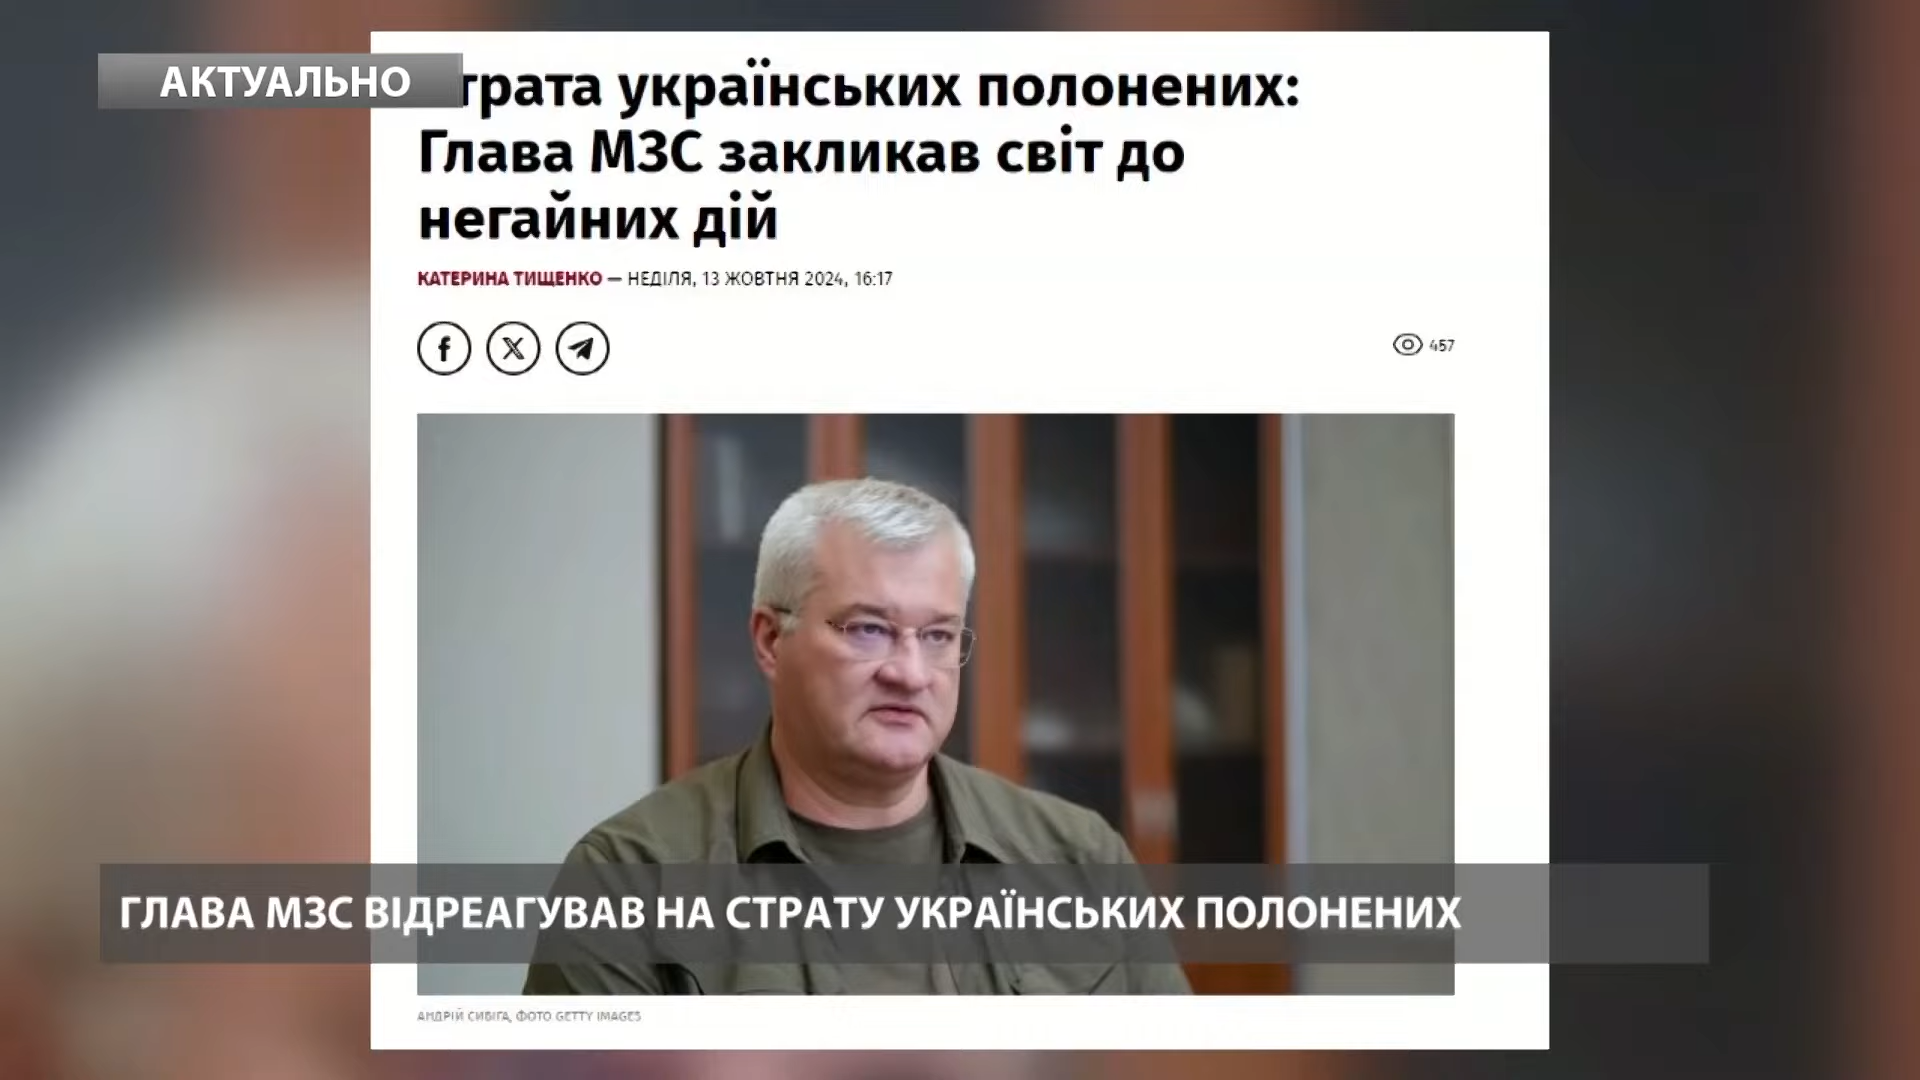 АКТУАЛЬНО
трата українських полонених:
Глава МЗС закликав світ до
негайних дій
КАТЕРИНА ТИЩЕНКО — НЕДІЛЯ, 13 ЖОВТНЯ 2024, 16:17
457
ГЛАВА МЗС ВІДРЕАГУВАВ НА СТРАТУ УКРАЇНСЬКИХ ПОЛОНЕНИХ
АНДРІЙ СИБІГА, ФОТО GETTY IMAGES